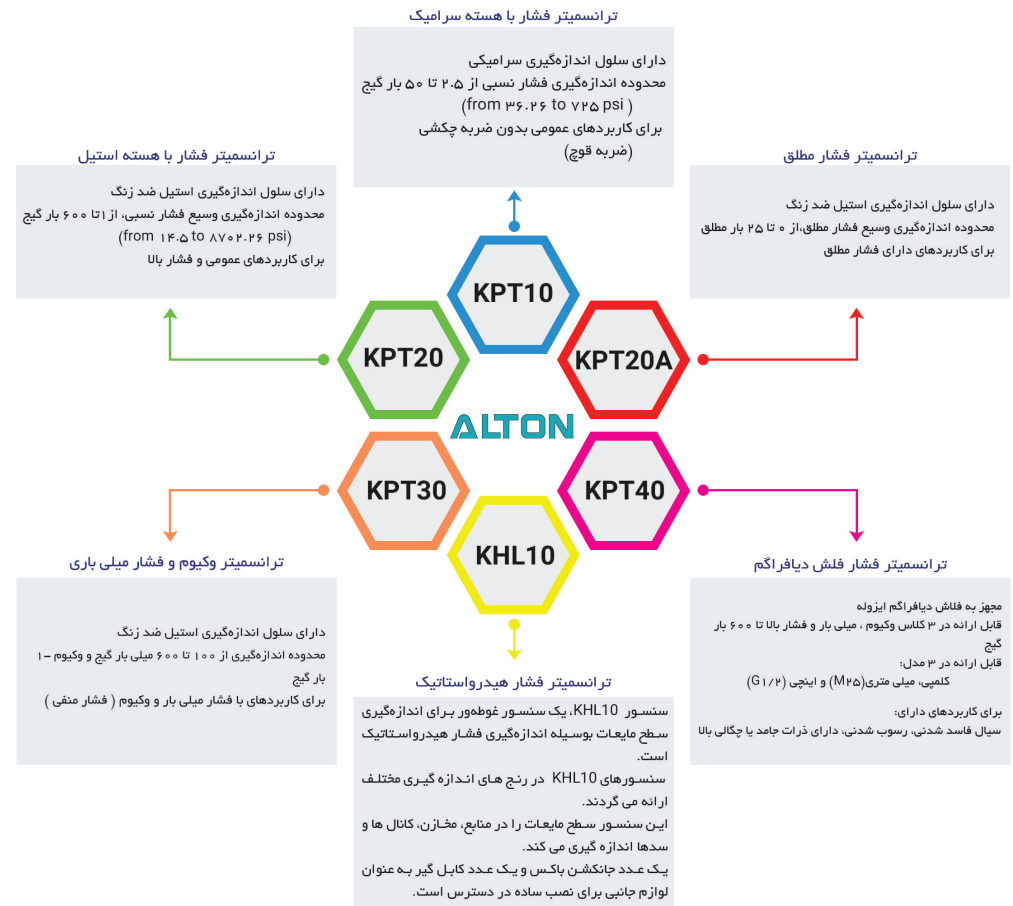 ترانسمیتر فشار با هسته سرامیک
دارای سلول اندازه‌گیری سرامیکی
محدوده اندازه‌گیری فشار نسبی از ۲.۵ تا ۵۰ بار گیج
(from ۳۶.۲۶ to ۷۲۵ psi )
برای کاربردهای عمومی بدون ضربه چکشی
(ضربه قوچ)
ترانسمیتر فشار مطلق
دارای سلول اندازه‌گیری استیل ضد زنگ
محدوده اندازه‌گیری وسیع فشار مطلق،از ۰ تا ۲۵ بار مطلق
برای کاربردهای دارای فشار مطلق
ترانسمیتر فشار با هسته استیل
دارای سلول اندازه‌گیری استیل ضد زنگ
محدوده اندازه‌گیری وسیع فشار نسبی، از۱تا ۶۰۰ بار گیج
(from ۱۴.۵ to ۸۷۰۲.۲۶ psi)
برای کاربردهای عمومی و فشار بالا
KPT10
KPT20A
KPT20
ALTON
KPT40
KPT30
KHL10
ترانسمیتر فشار فلش دیافراگم
مجهز به فلاش دیافراگم ایزوله
قابل ارائه در ۳ کلاس وکیوم ، میلی بار و فشار بالا تا ۶۰۰ بار
گیج
قابل ارائه در ۳ مدل:
کلمپی، میلی متری(M۲۵) و اینچی (G۱/۲)
برای کاربردهای دارای:
سیال فاسد شدنی، رسوب شدنی، دارای ذرات جامد یا چگالی بالا
ترانسمیتر وکیوم و فشار میلی باری
دارای سلول اندازه‌گیری استیل ضد زنگ
محدوده اندازه‌گیری از ۱۰۰ تا ۶۰۰ میلی بار گیج و وکیوم -۱
بار گیج
برای کاربردهای با فشار میلی بار و وکیوم ( فشار منفی )
ترانسمیتر فشار هیدرواستاتیک
سنسور KHL10، یک سنسور غوطه‌ور برای اندازه‌گیری
سطح مایعات بوسیله اندازه‌گیری فشار هیدرواستاتیک
است.
سنسورهای KHL10 در رنج های اندازه گیری مختلف
ارائه می گردند.
این سنسور سطح مایعات را در منابع، مخازن، کانال ها و
سدها اندازه گیری می کند.
یک عدد جانکشن باکس و یک عدد کابل گیر به عنوان
لوازم جانبی برای نصب ساده در دسترس است.